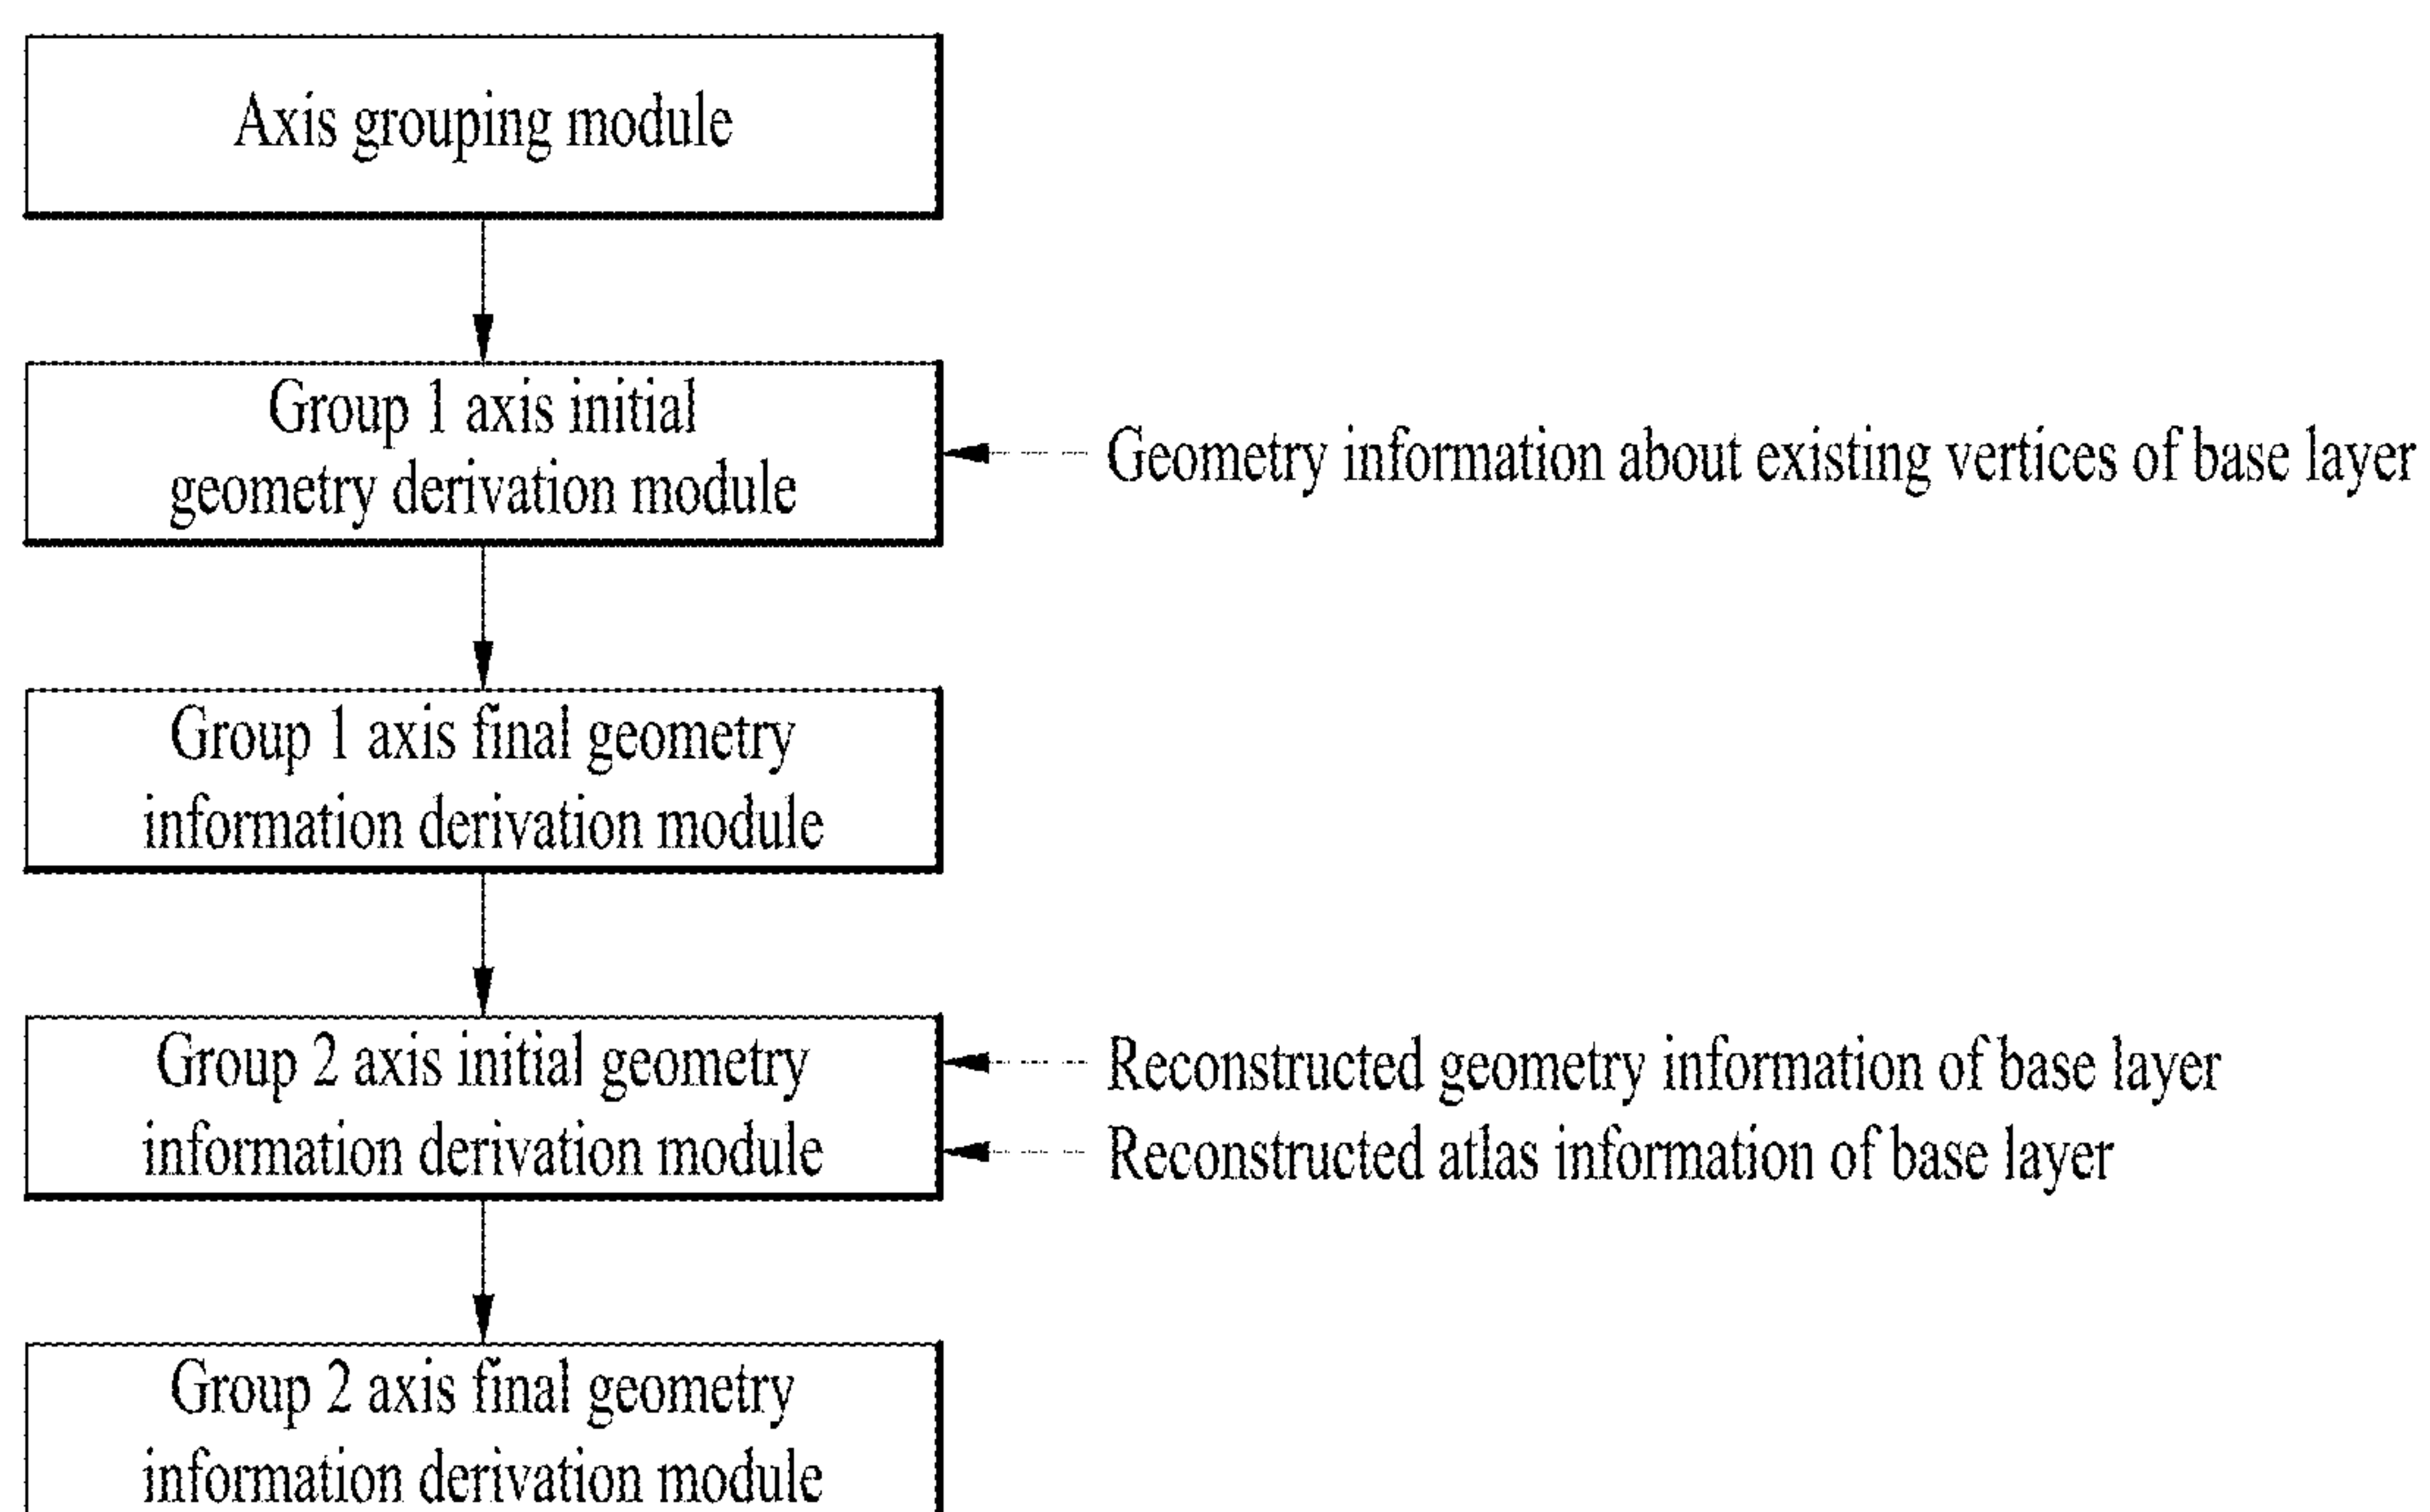 Axis grouping module
Group 1 axis initial
geometry derivation module
Geometry information about existing vertices of base layer
Group 1 axis final geometry
information derivation module
Group 2 axis initial geometry
information derivation module
Reconstructed geometry information of base layer
Reconstructed atlas information of base layer
Group 2 axis final geometry
information derivation module